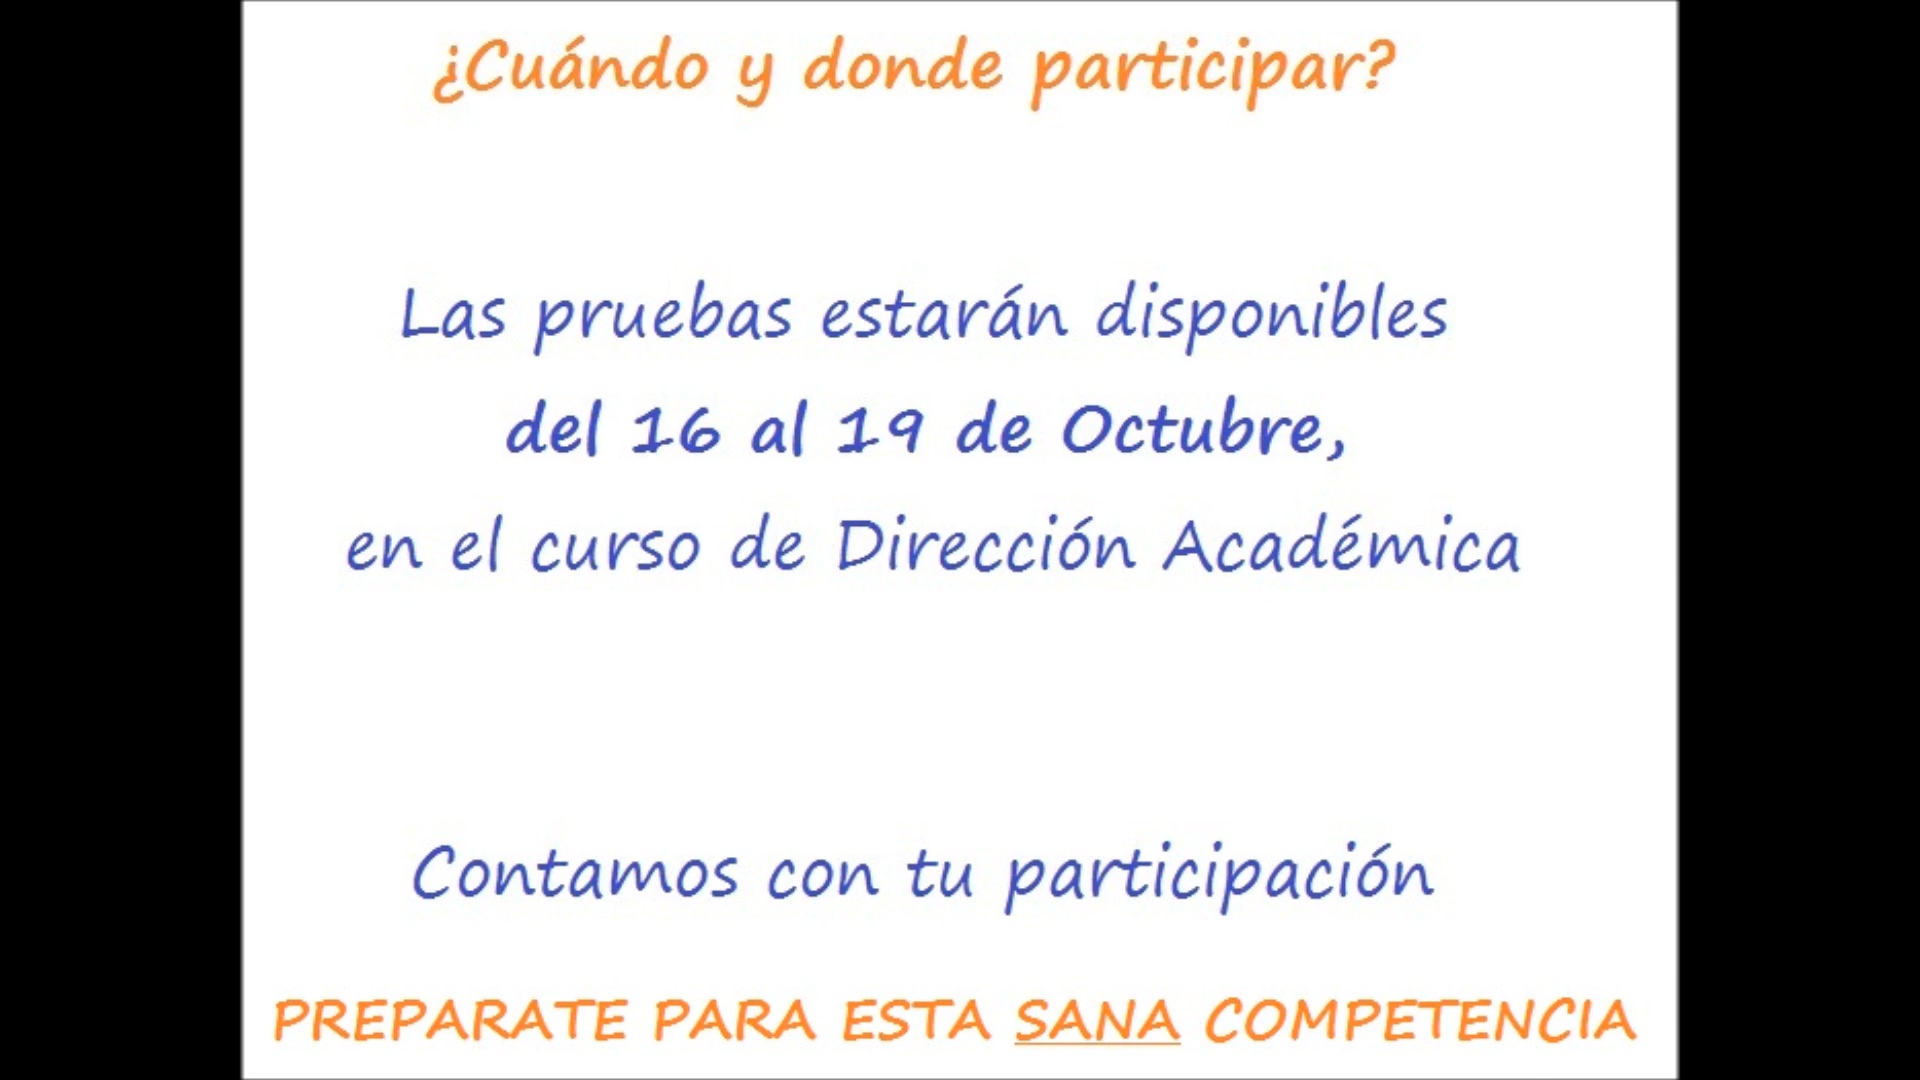 ¿Cuándo y donde participar?
Las pruebas estarán disponibles
del 16 al 19 de Octubre,
en el curso de Dirección Académica
Contamos con tu participación
PREPARATE PARA ESTA SANA COMPETENCIA